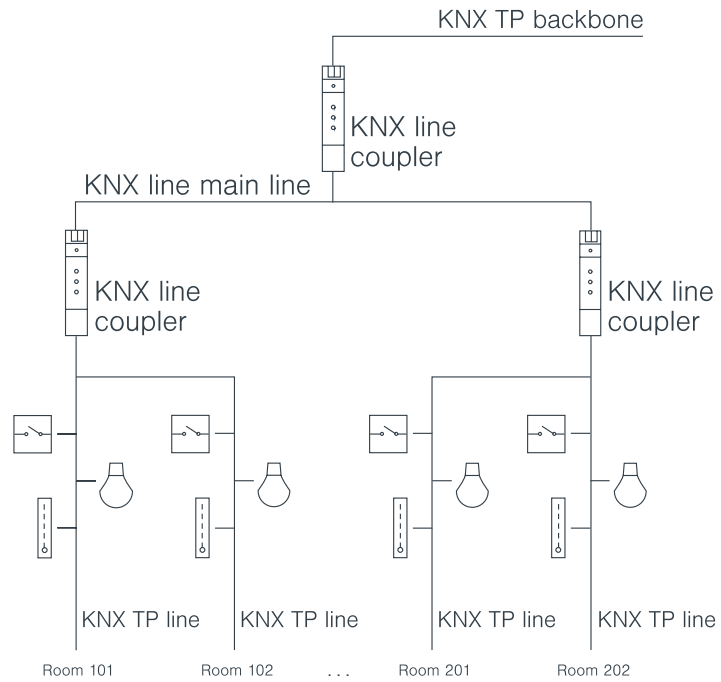 KNX TP backbone
KNX line
coupler
KNX line main line
KNX line
coupler
KNX line
coupler
KNX TP line
KNX TP line
KNX TP line
KNX TP line
Room 101
Room 102
...
Room 201
Room 202